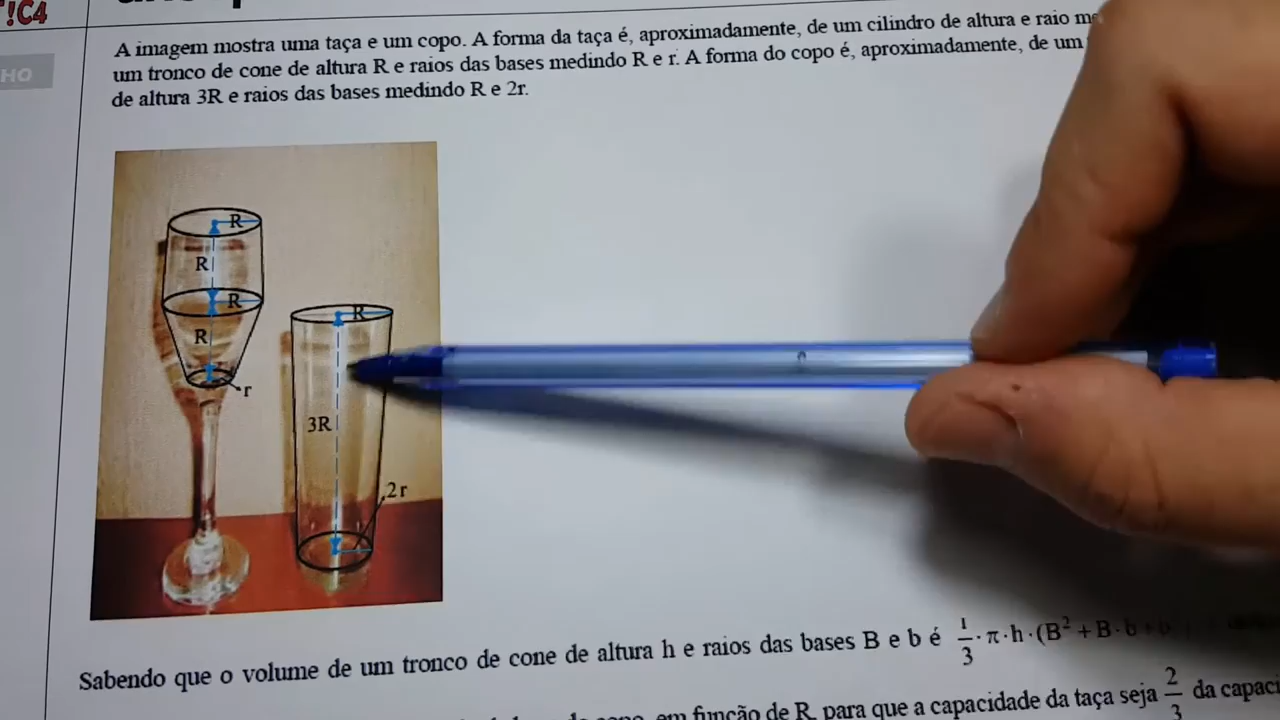 !C4
HO
A imagem mostra uma taça e um copo. A forma da taça é, aproximadamente, de um cilindro de altura e raio
um tronco de cone de altura R e raios das bases medindo R e r. A forma do copo é, aproximadamente, de um
de altura 3R e raios das bases medindo R e 2r.
R
R
R
R
R
r
3R
2r
Sabendo que o volume de um tronco de cone de altura h e raios das bases B e b é 1/3 · π · h · (B² + B · b +
em função de R, para que a capacidade da taça seja 2/3 da